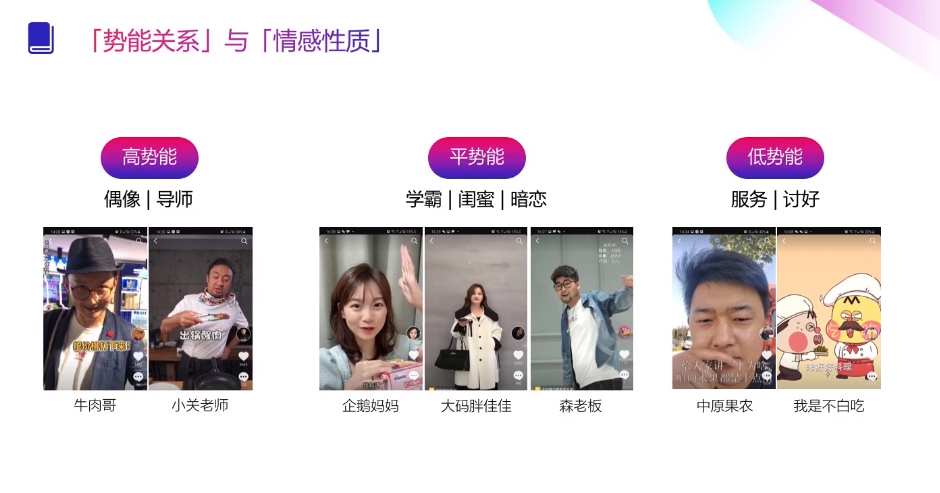 「势能关系」与「情感性质」
高势能
平势能
低势能
偶像 | 导师
学霸 | 闺蜜 | 暗恋
服务 | 讨好
出锅酸肉
牛肉哥
小关老师
企鹅妈妈
大码胖佳佳
森老板
中原果农
我是不白吃